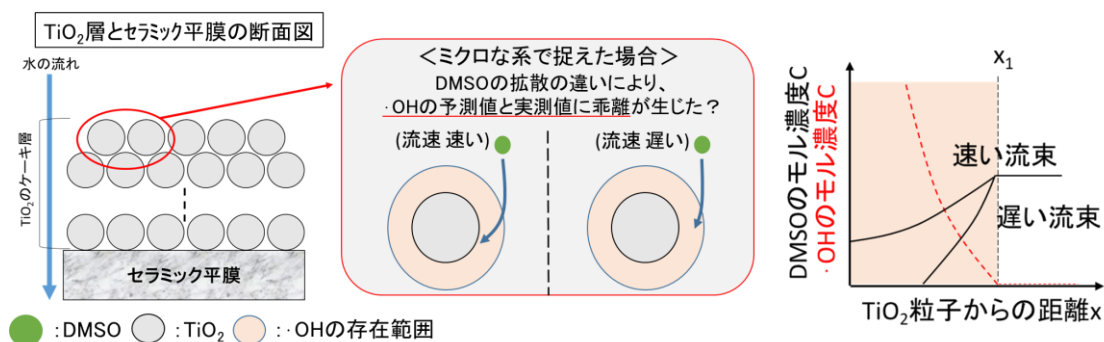 TiO₂層とセラミック平膜の断面図
水の流れ
TiO₂のケーキ層
セラミック平膜
＜ミクロな系で捉えた場合＞
DMSOの拡散の違いにより、
·OHの予測値と実測値に乖離が生じた？
(流速 速い)
(流速 遅い)
:DMSO
:TiO₂
:·OHの存在範囲
DMSOのモル濃度C
·OHのモル濃度C
x₁
速い流束
遅い流束
TiO₂粒子からの距離x